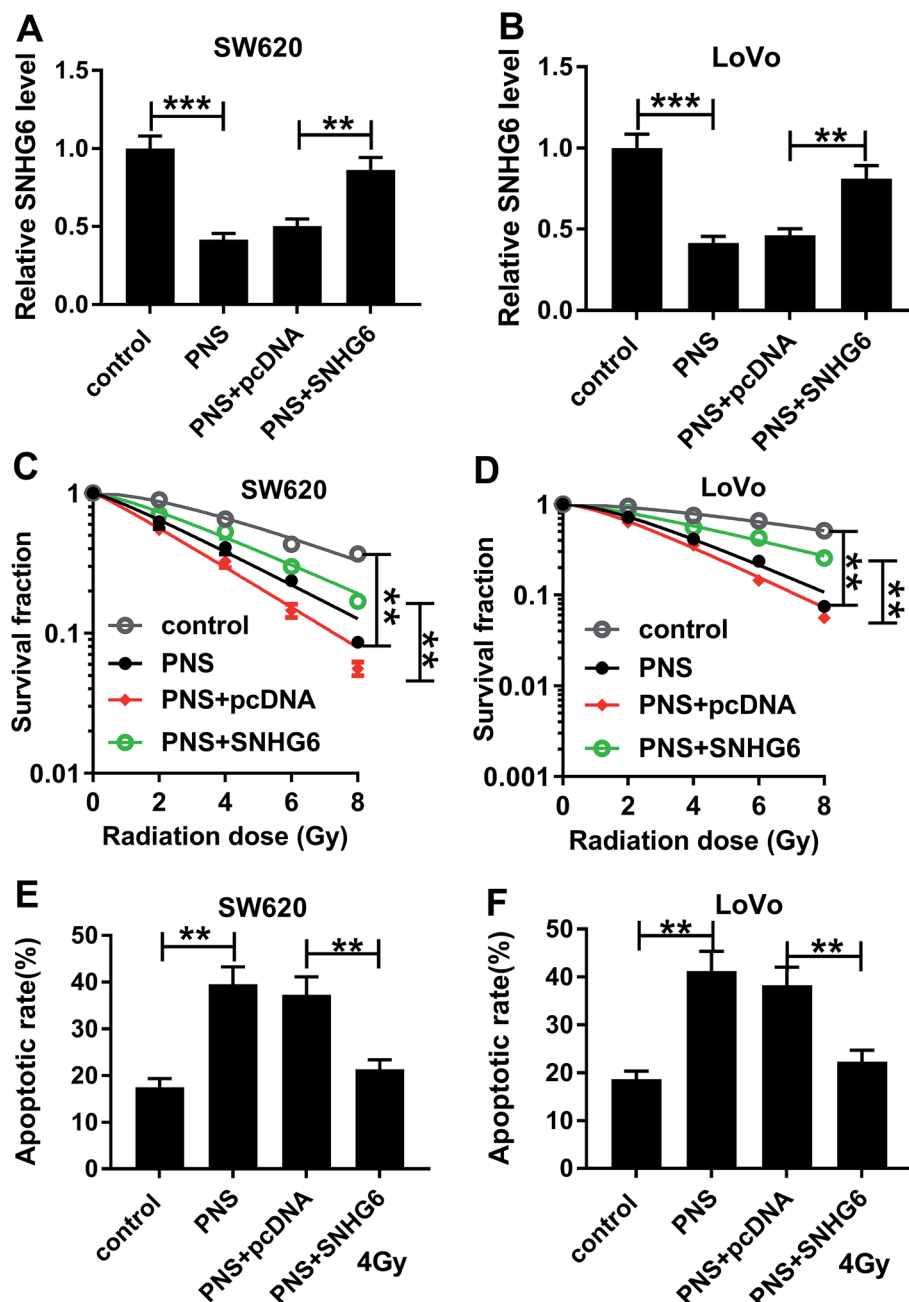 A
SW620
Relative SNHG6 level
1.5
1.0
0.5
0.0
***
**
control
PNS
PNS+pcDNA
PNS+SNHG6
B
LoVo
Relative SNHG6 level
1.5
1.0
0.5
0.0
***
**
control
PNS
PNS+pcDNA
PNS+SNHG6
C
SW620
Survival fraction
1
0.1
0.01
0
2
4
6
8
Radiation dose (Gy)
control
PNS
PNS+pcDNA
PNS+SNHG6
**
**
D
LoVo
Survival fraction
1
0.1
0.01
0.001
0
2
4
6
8
Radiation dose (Gy)
control
PNS
PNS+pcDNA
PNS+SNHG6
**
**
E
SW620
Apoptotic rate(%)
50
40
30
20
10
0
**
**
control
PNS
PNS+pcDNA
PNS+SNHG6
4Gy
F
LoVo
Apoptotic rate(%)
50
40
30
20
10
0
**
**
control
PNS
PNS+pcDNA
PNS+SNHG6
4Gy